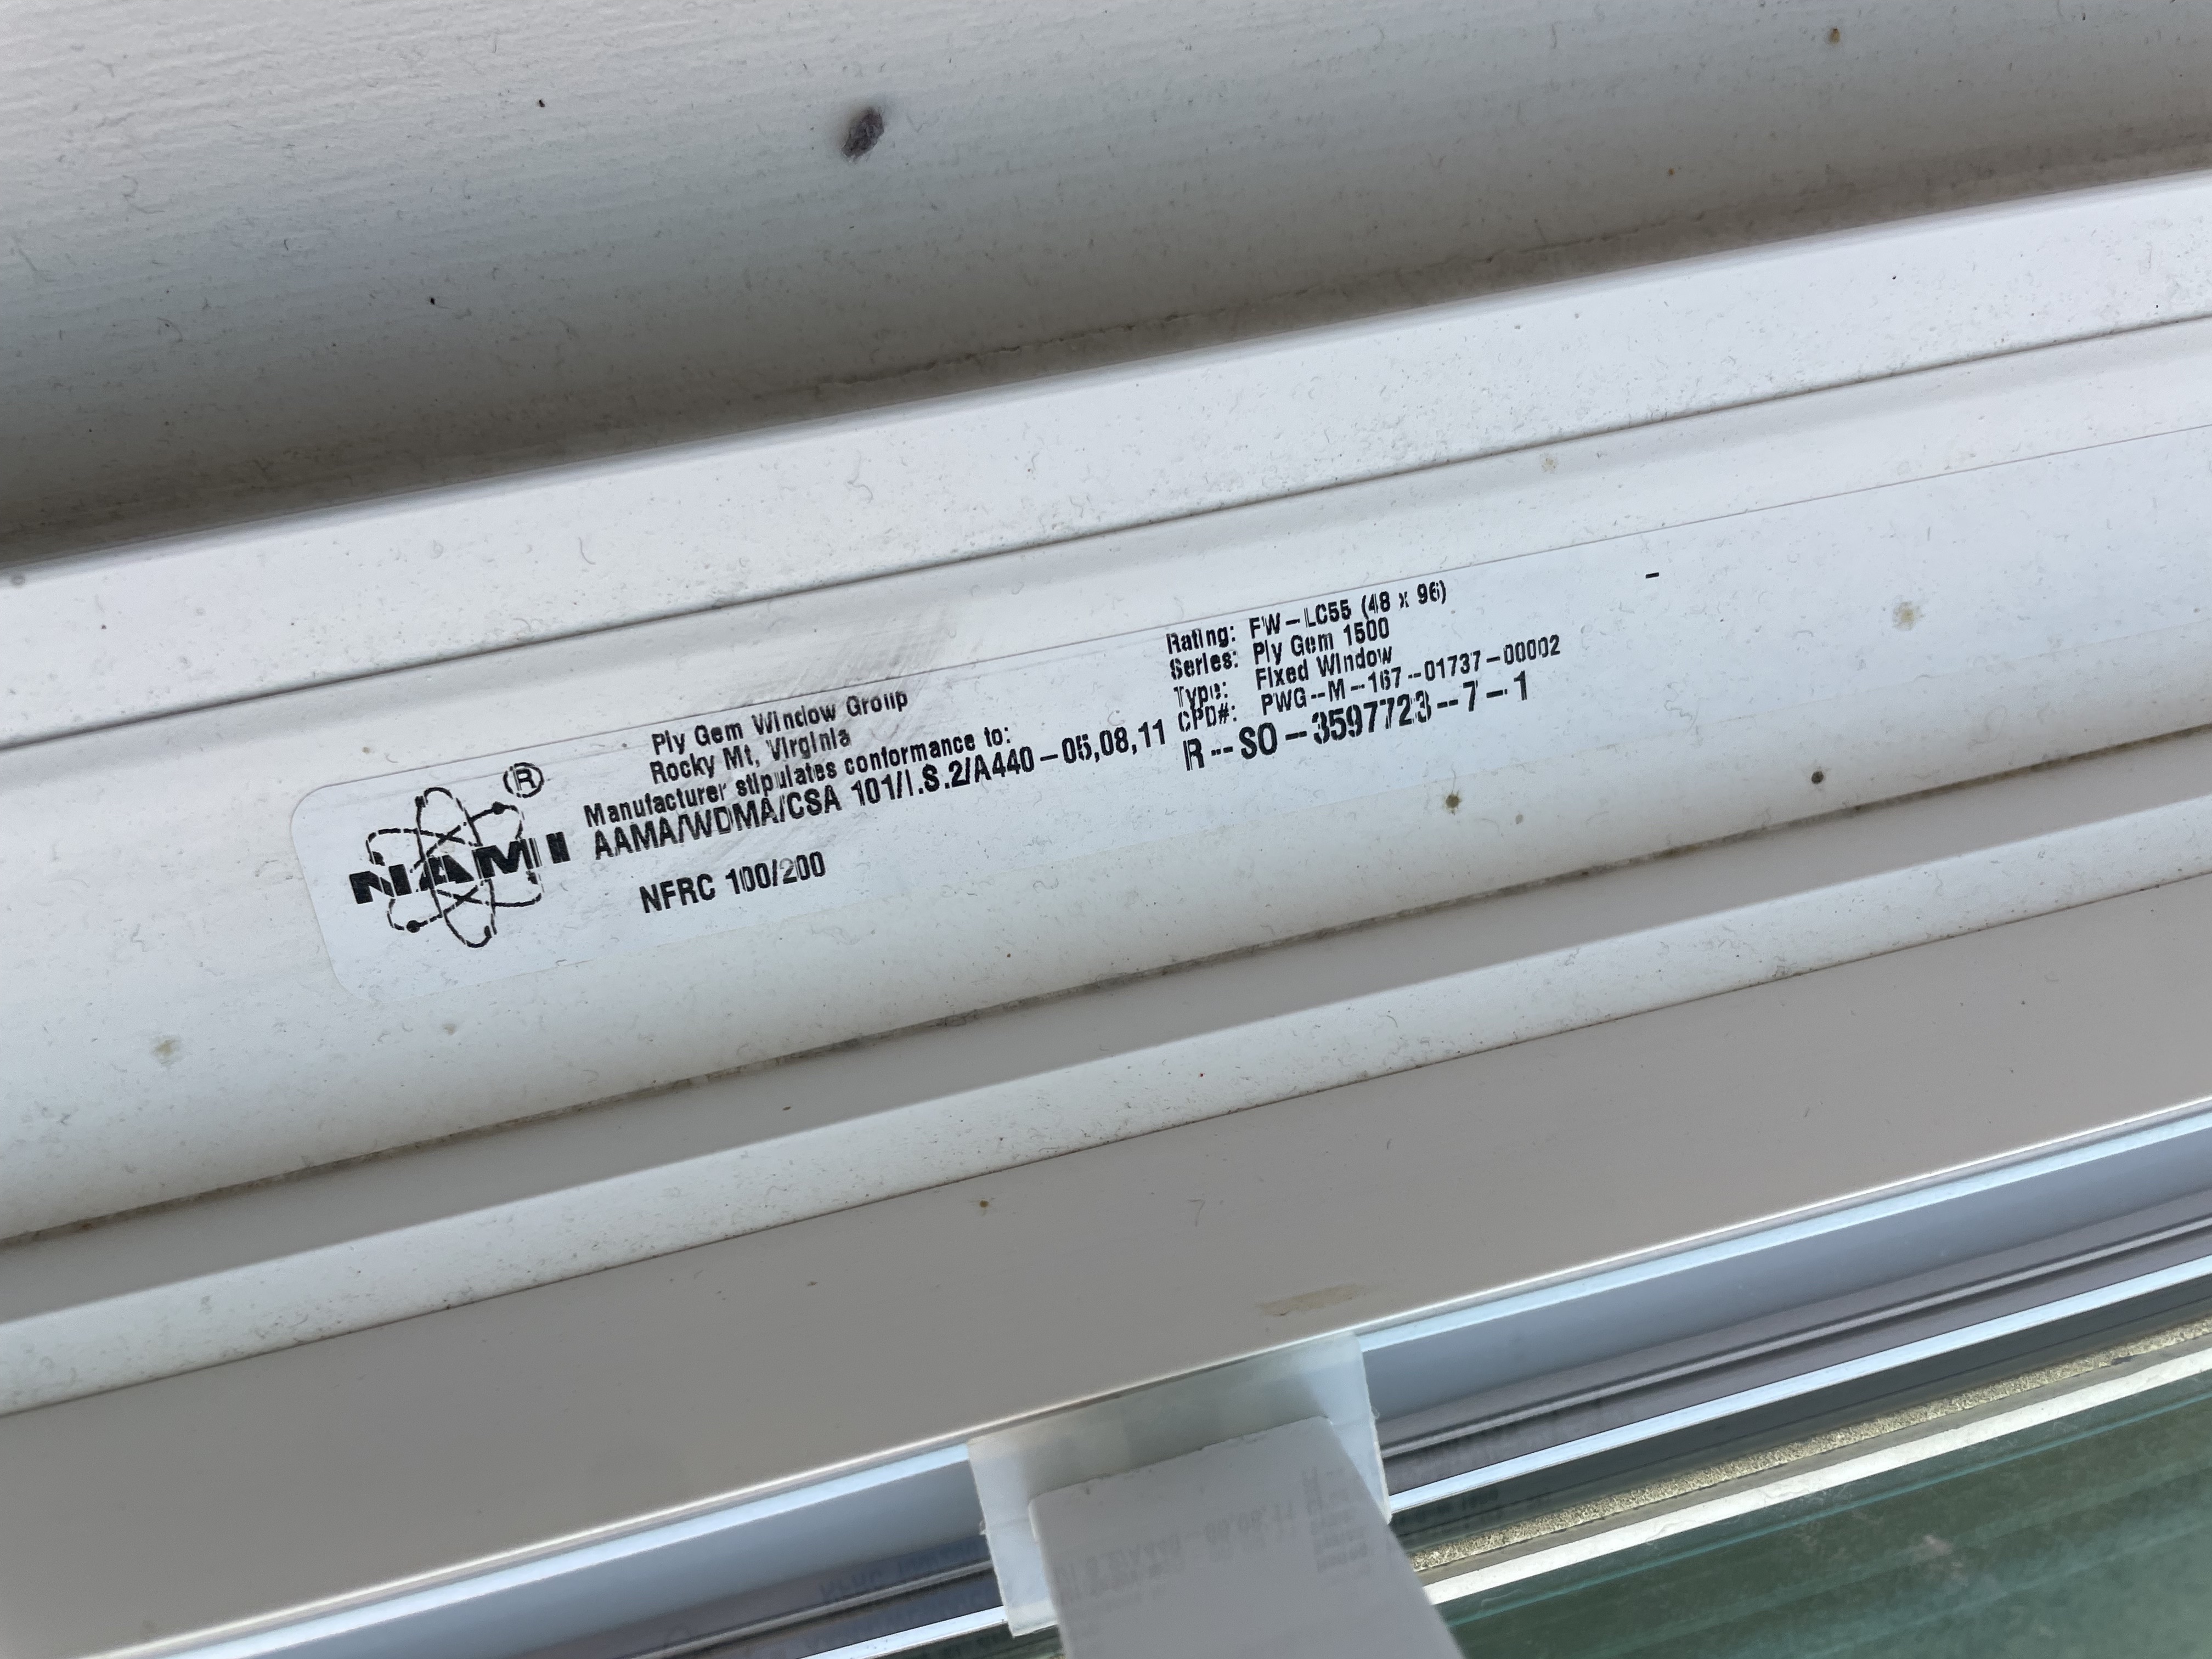 NAMI ®
Ply Gem Window Group
Rocky Mt, Virginia
Manufacturer stipulates conformance to:
AAMA/WDMA/CSA 101/I.S.2/A440-05,08,11
NFRC 100/200
Rating: FW-LC55 (48 x 96)
Series: Ply Gem 1500
Type: Fixed Window
CPD#: PWG-M-167-01737-00002
R-SO-3597723-7-1